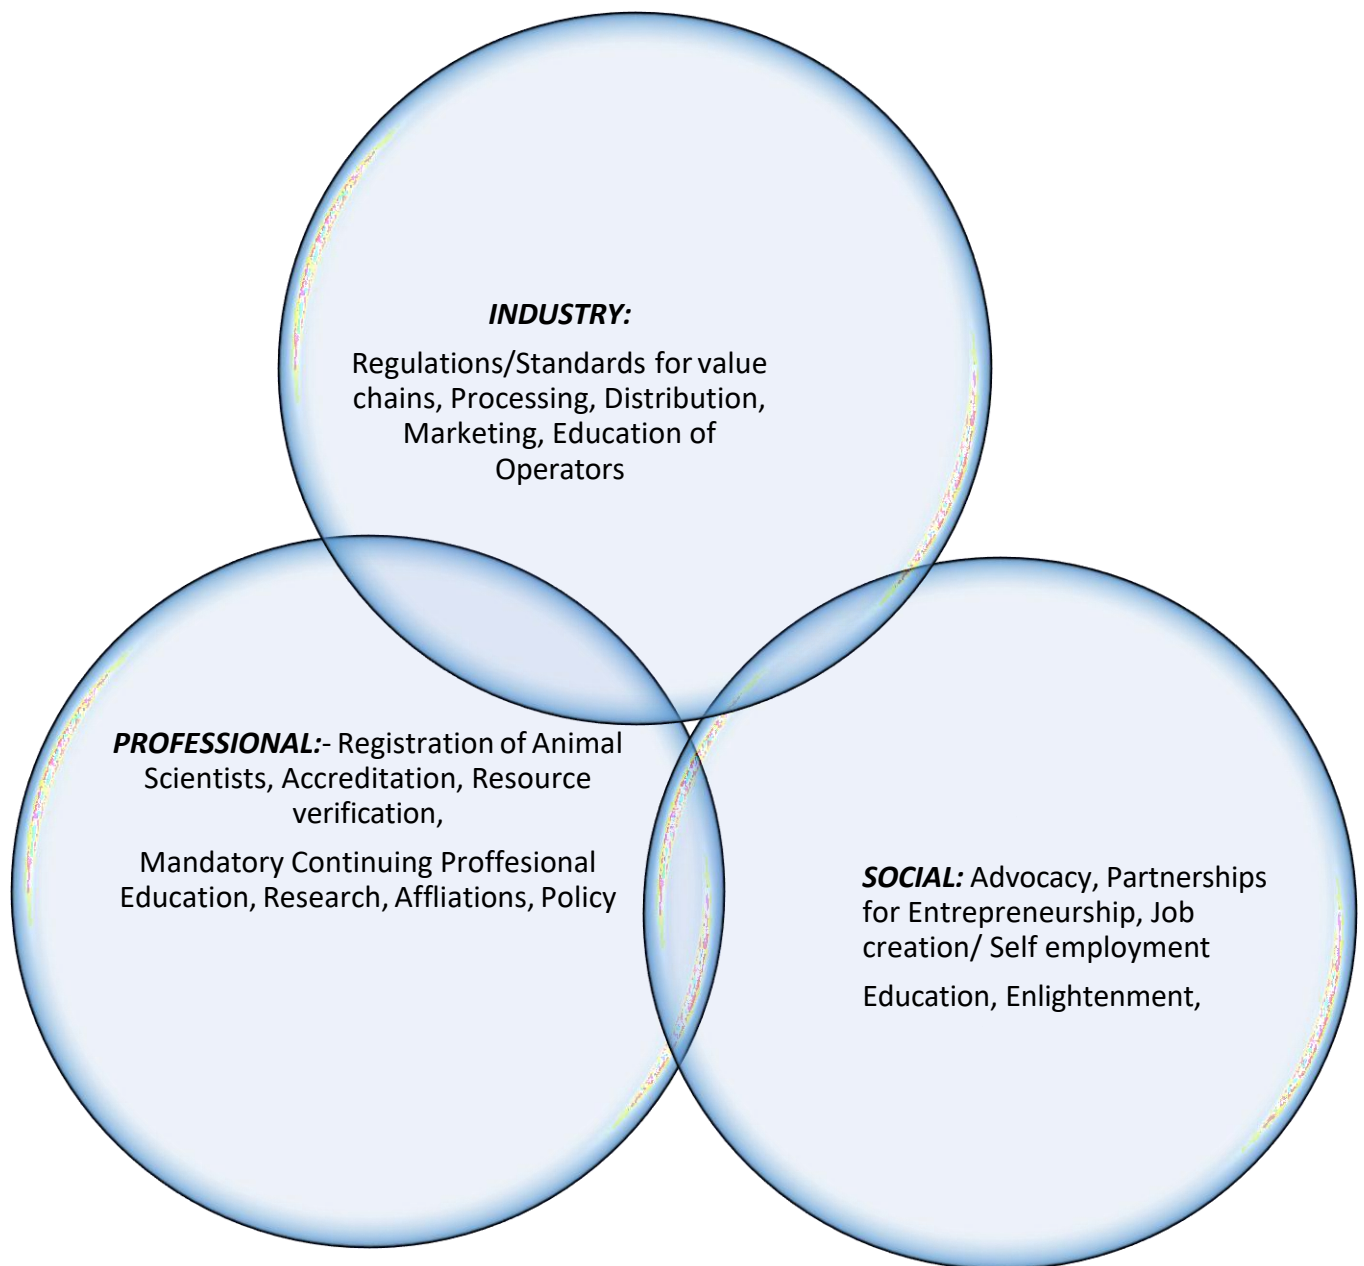 INDUSTRY:
Regulations/Standards for value
chains, Processing, Distribution,
Marketing, Education of
Operators
PROFESSIONAL:- Registration of Animal
Scientists, Accreditation, Resource
verification,
Mandatory Continuing Proffesional
Education, Research, Affliations, Policy
SOCIAL: Advocacy, Partnerships
for Entrepreneurship, Job
creation/ Self employment
Education, Enlightenment,